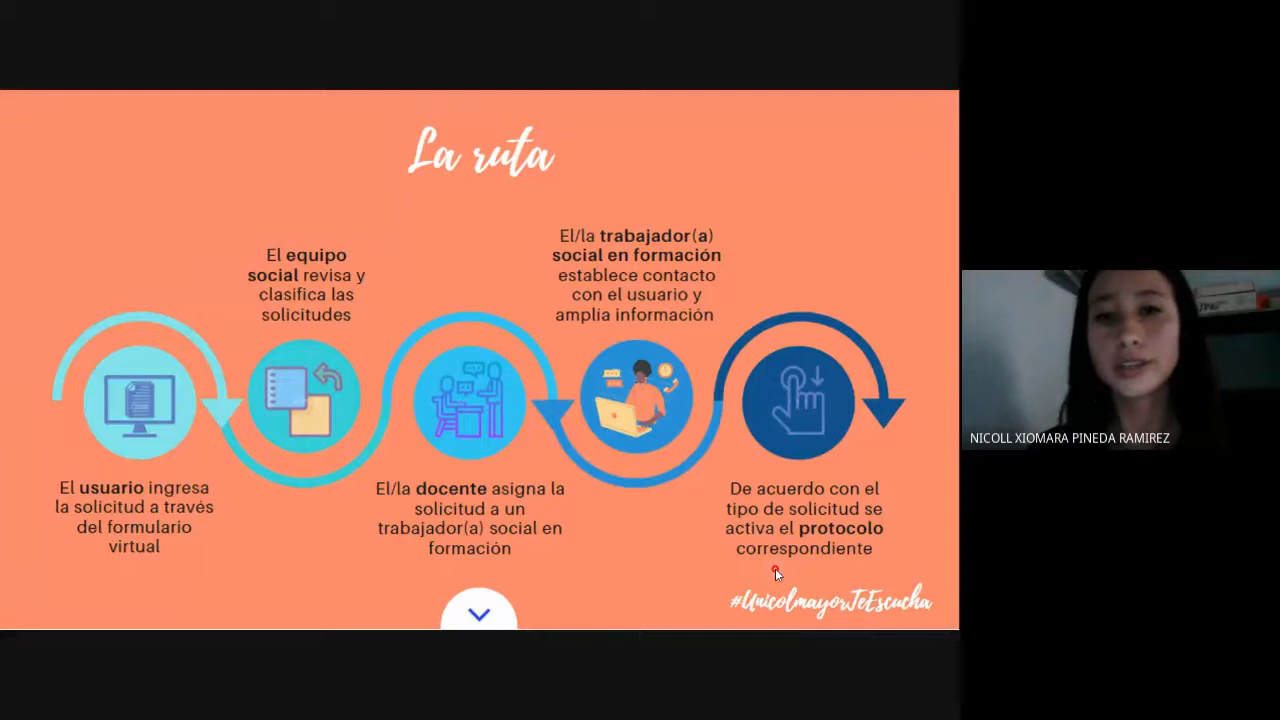 La ruta
El usuario ingresa
la solicitud a través
del formulario
virtual
El equipo
social revisa y
clasifica las
solicitudes
El/la docente asigna la
solicitud a un
trabajador(a) social en
formación
El/la trabajador(a)
social en formación
establece contacto
con el usuario y
amplía información
De acuerdo con el
tipo de solicitud se
activa el protocolo
correspondiente
#UnicolmayorTeEscucha
NICOLL XIOMARA PINEDA RAMIREZ